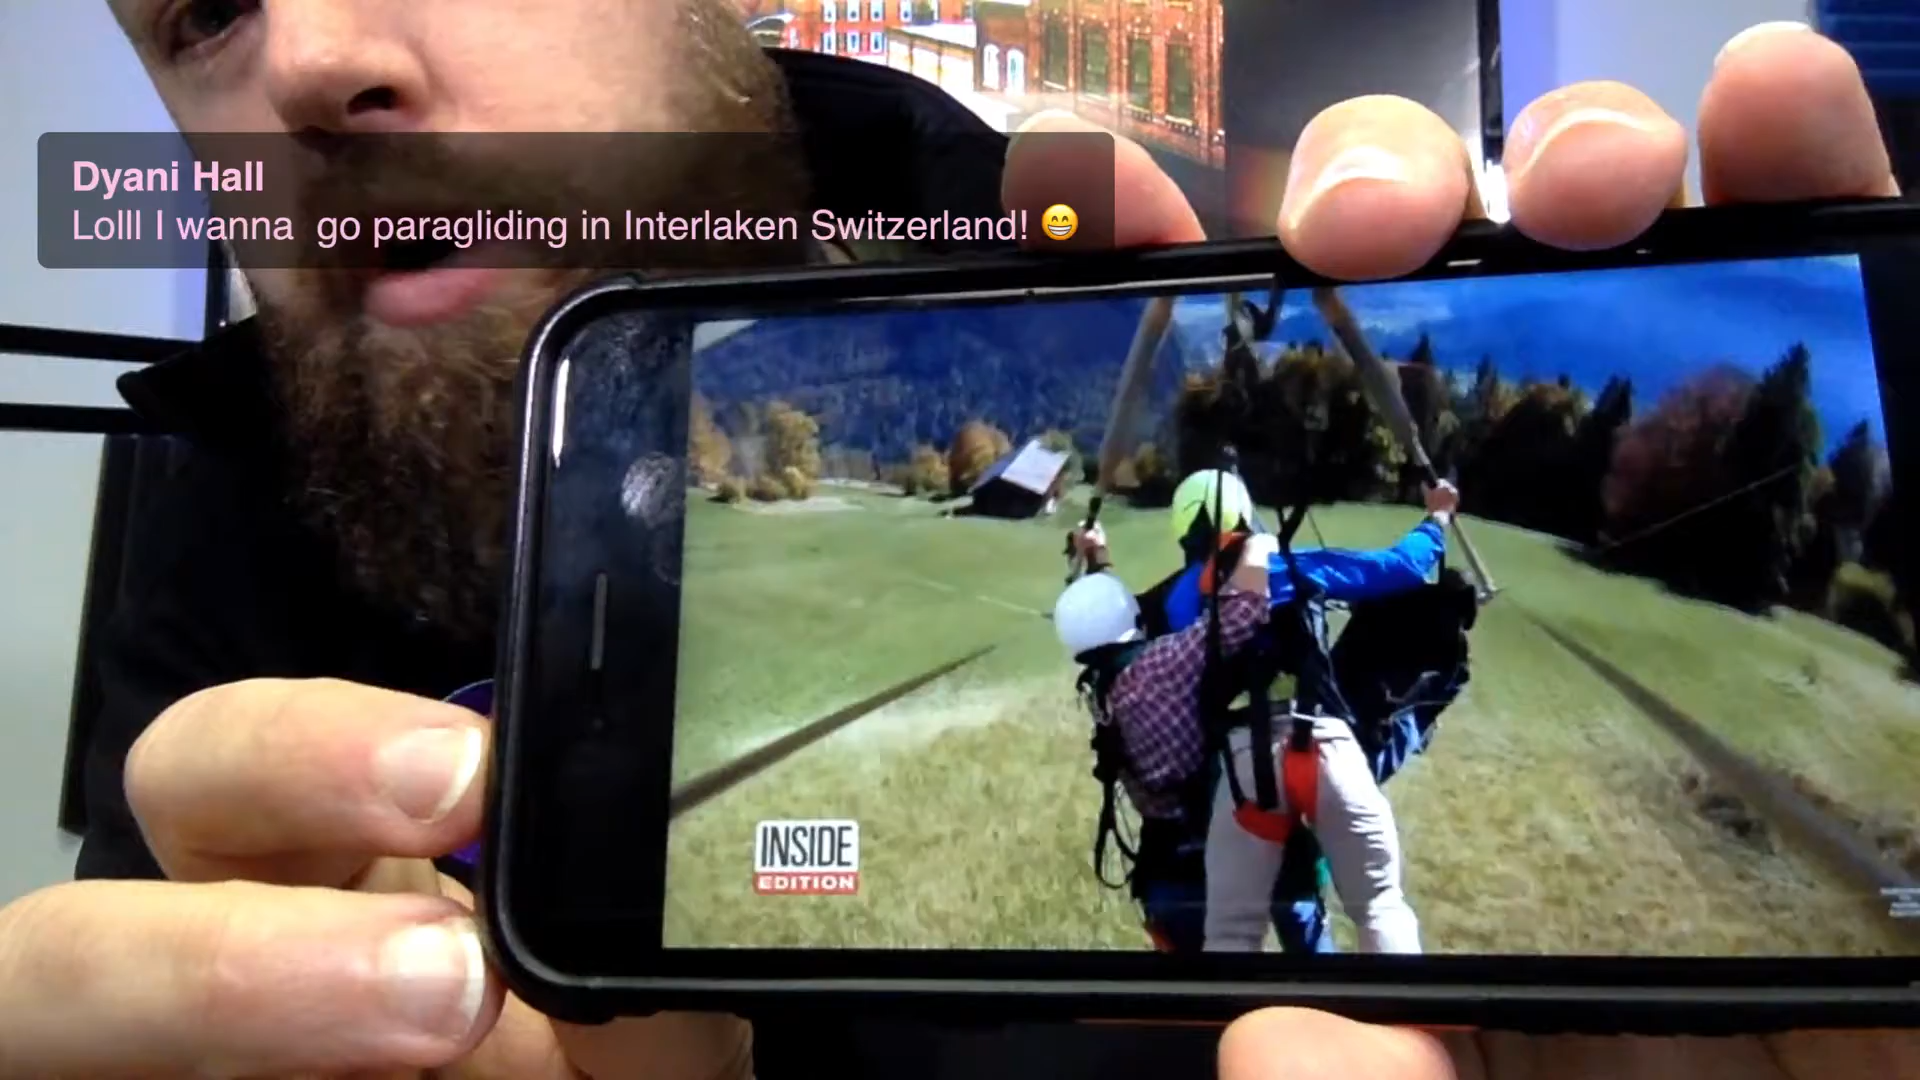 Dyani Hall
Lolll I wanna  go paragliding in Interlaken Switzerland! 😁
INSIDE
EDITION